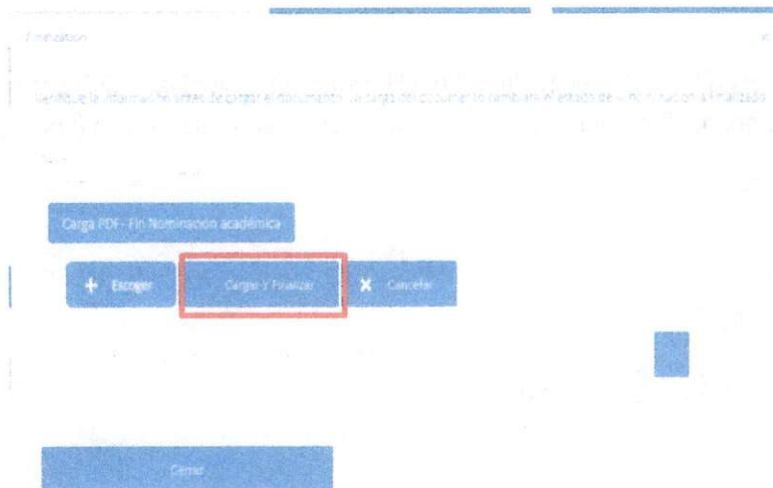 Verifique la información antes de cargar el documento. La carga del documento cambiará el estado de la nominación a finalizado
Carga PDF- Fin Nominación académica
+ Escoger Cargar Y Finalizar X Cancelar
Cerrar